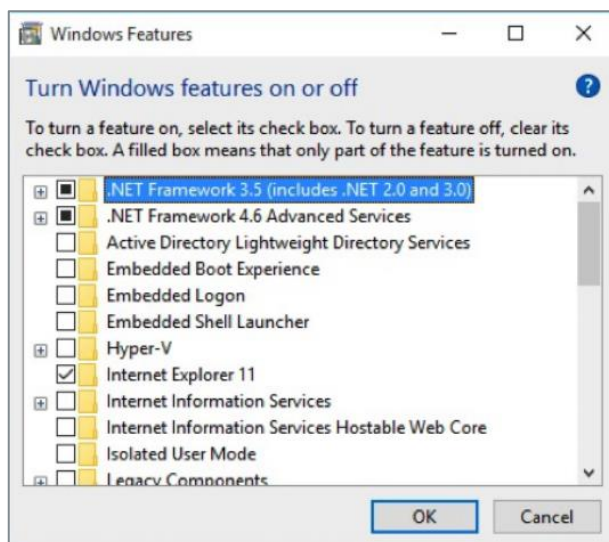 Windows Features
Turn Windows features on or off
To turn a feature on, select its check box. To turn a feature off, clear its
check box. A filled box means that only part of the feature is turned on.
.NET Framework 3.5 (includes .NET 2.0 and 3.0)
.NET Framework 4.6 Advanced Services
Active Directory Lightweight Directory Services
Embedded Boot Experience
Embedded Logon
Embedded Shell Launcher
Hyper-V
Internet Explorer 11
Internet Information Services
Internet Information Services Hostable Web Core
Isolated User Mode
Legacy Components
OK Cancel